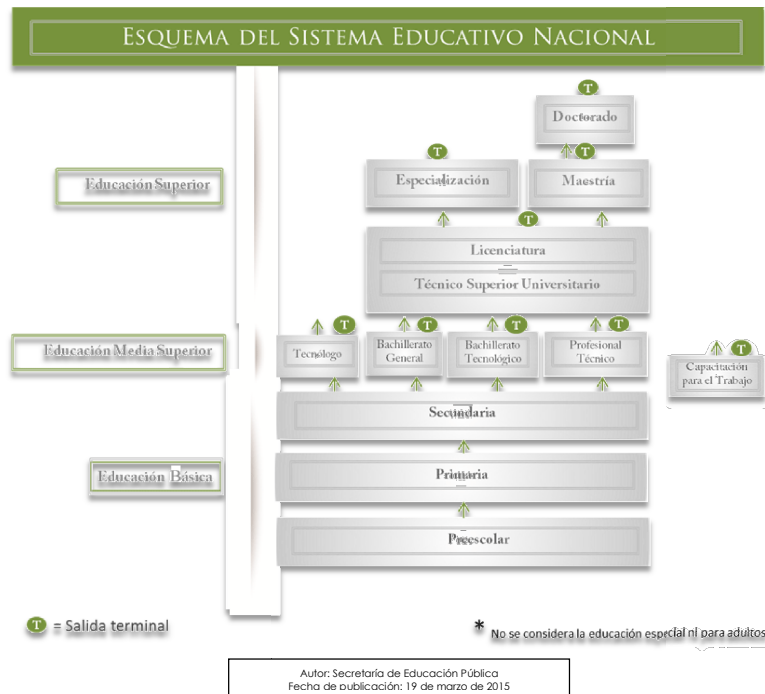 ESQUEMA DEL SISTEMA EDUCATIVO NACIONAL
T
Doctorado
T
T
Educación Superior
Especialización
Maestría
T
Licenciatura
Técnico Superior Universitario
T
T
T
T
Educación Media Superior
Tecnólogo
Bachillerato
General
Bachillerato
Tecnológico
Profesional
Técnico
T
Capacitación
para el Trabajo
Secundaria
Educación Básica
Primaria
Preescolar
T = Salida terminal
* No se considera la educación especial ni para adultos
Autor: Secretaría de Educación Pública
Fecha de publicación: 19 de marzo de 2015